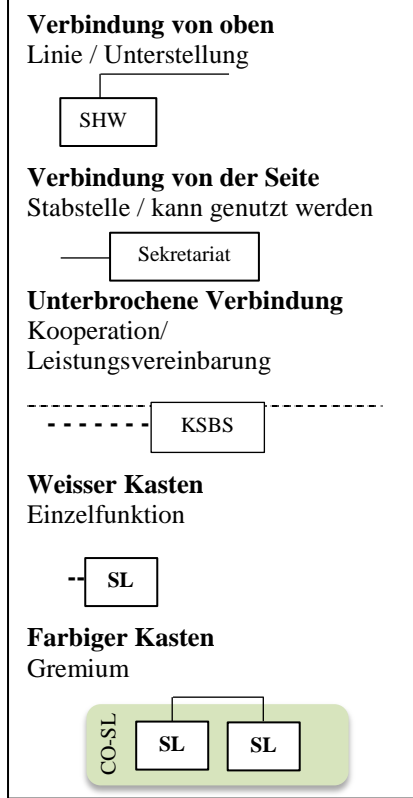 Verbindung von oben
Linie / Unterstellung
SHW
Verbindung von der Seite
Stabstelle / kann genutzt werden
Sekretariat
Unterbrochene Verbindung
Kooperation/
Leistungsvereinbarung
KSBS
Weisser Kasten
Einzelfunktion
SL
Farbiger Kasten
Gremium
CO-SL
SL SL